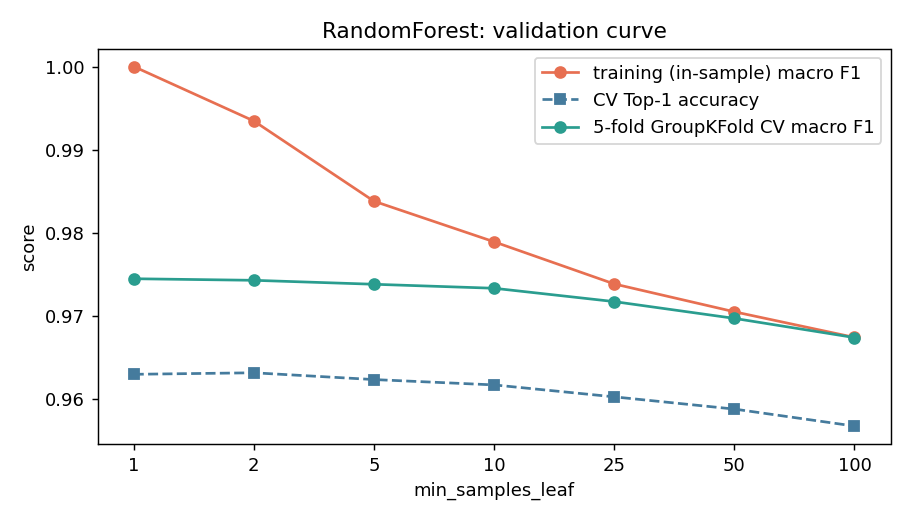 RandomForest: validation curve
training (in-sample) macro F1
CV Top-1 accuracy
5-fold GroupKFold CV macro F1
1.00
0.99
0.98
0.97
0.96
score
1 2 5 10 25 50 100
min_samples_leaf